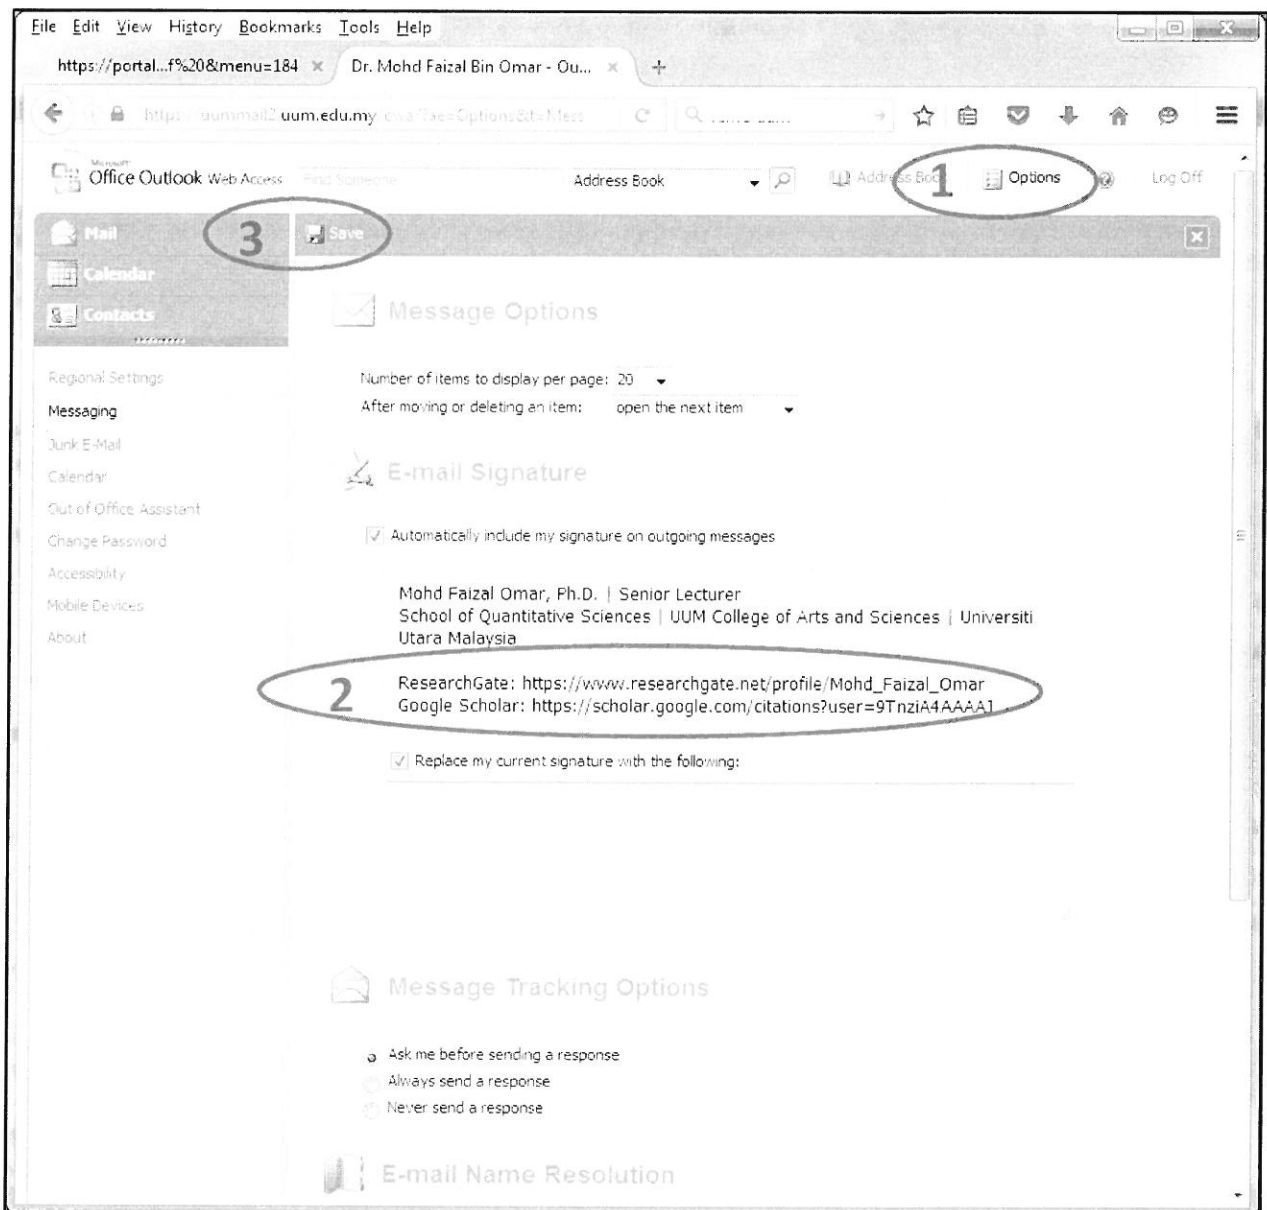 File Edit View History Bookmarks Tools Help
https://portal...f%20&menu=184 × Dr. Mohd Faizal Bin Omar - Ou... × +
uum.edu.my
Microsoft
Office Outlook Web Access Find Someone Address Book Address Book 1 Options Log Off
Mail 3 Save
Calendar
Contacts
Message Options
Regional Settings
Number of items to display per page: 20
After moving or deleting an item: open the next item
Messaging
Junk E-Mail
Calendar
Out of Office Assistant
Change Password
Accessibility
Mobile Devices
About
E-mail Signature
Automatically include my signature on outgoing messages
Mohd Faizal Omar, Ph.D. | Senior Lecturer
School of Quantitative Sciences | UUM College of Arts and Sciences | Universiti
Utara Malaysia
2 ResearchGate: https://www.researchgate.net/profile/Mohd_Faizal_Omar
Google Scholar: https://scholar.google.com/citations?user=9TnziA4AAAAJ
Replace my current signature with the following:
Message Tracking Options
Ask me before sending a response
Always send a response
Never send a response
E-mail Name Resolution